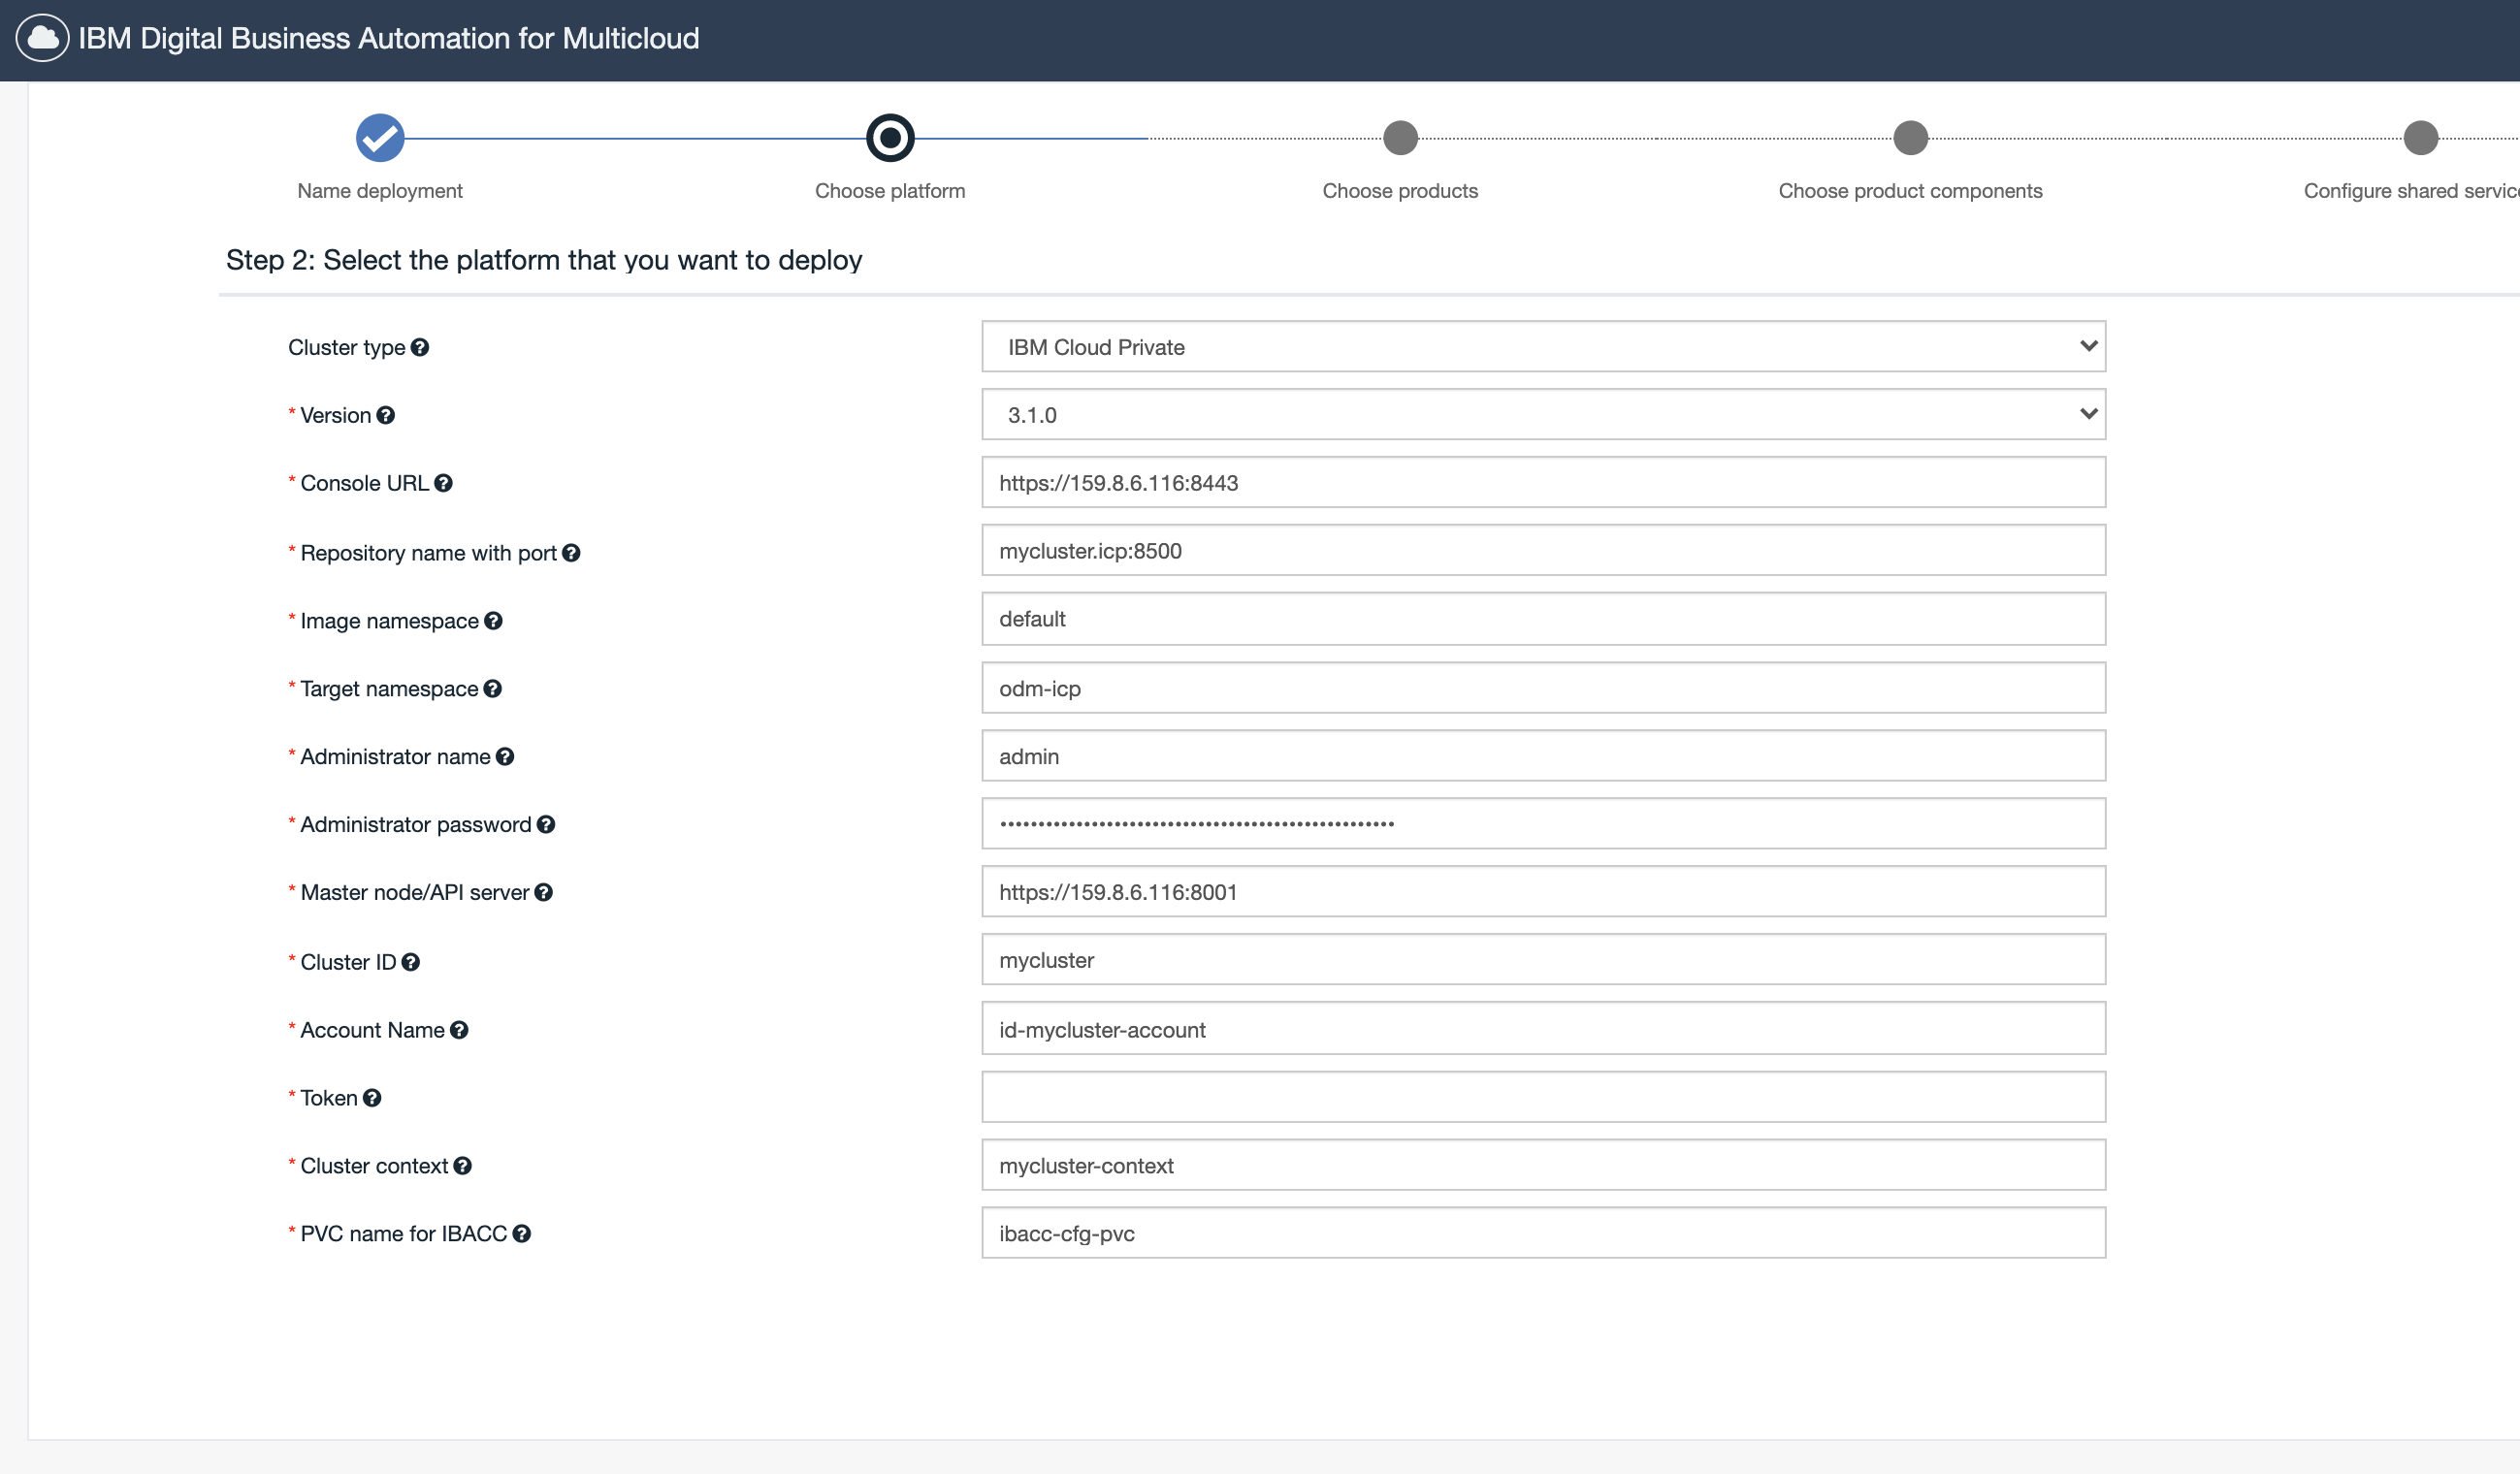 IBM Digital Business Automation for Multicloud
Name deployment
Choose platform
Choose products
Choose product components
Configure shared servic
Step 2: Select the platform that you want to deploy
Cluster type
IBM Cloud Private
* Version
3.1.0
* Console URL
https://159.8.6.116:8443
* Repository name with port
mycluster.icp:8500
* Image namespace
default
* Target namespace
odm-icp
* Administrator name
admin
* Administrator password
* Master node/API server
https://159.8.6.116:8001
* Cluster ID
mycluster
* Account Name
id-mycluster-account
* Token
* Cluster context
mycluster-context
* PVC name for IBACC
ibacc-cfg-pvc